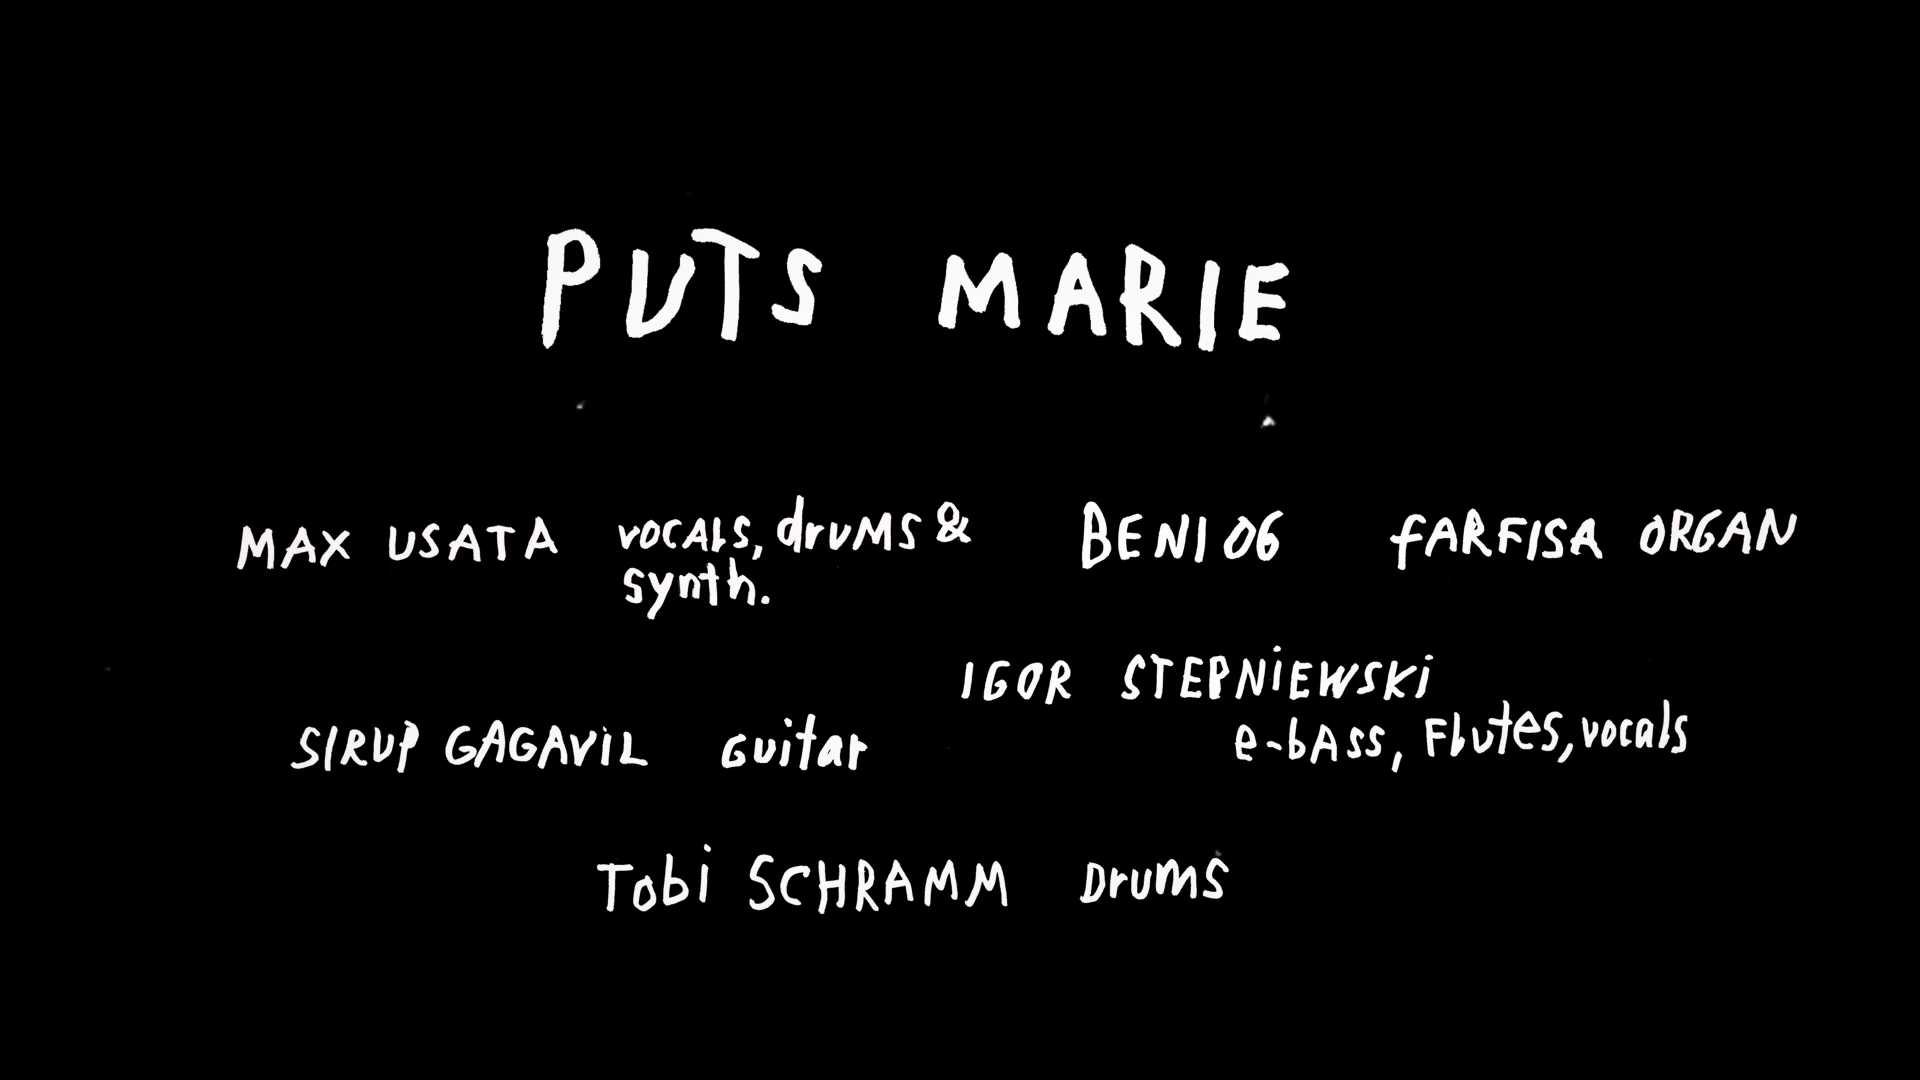 PUTS MARIE
MAX USATA vocals, drums &
synth.
BENI 06 FARFISA ORGAN
IGOR STEPNIEWSKI
e-bass, Flutes, vocals
SIRUP GAGAVIL Guitar
Tobi SCHRAMM Drums